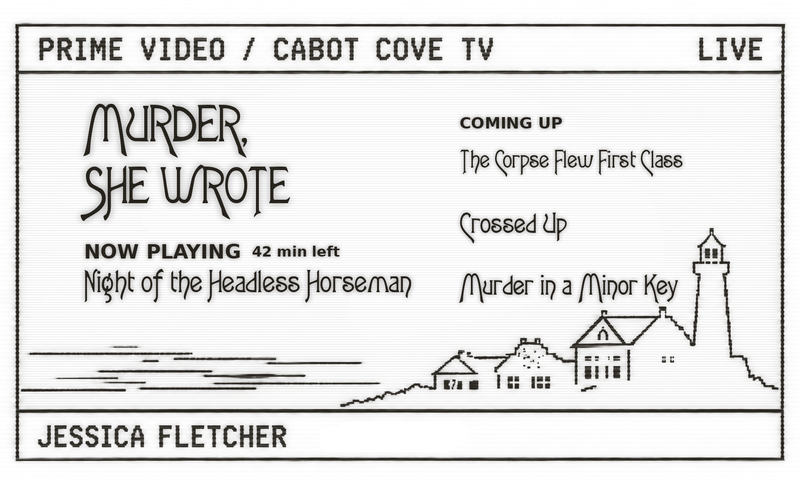 PRIME VIDEO / CABOT COVE TV
LIVE
MURDER,
SHE WROTE
NOW PLAYING 42 min left
Night of the Headless Horseman
COMING UP
The Corpse Flew First Class
Crossed Up
Murder in a Minor Key
JESSICA FLETCHER